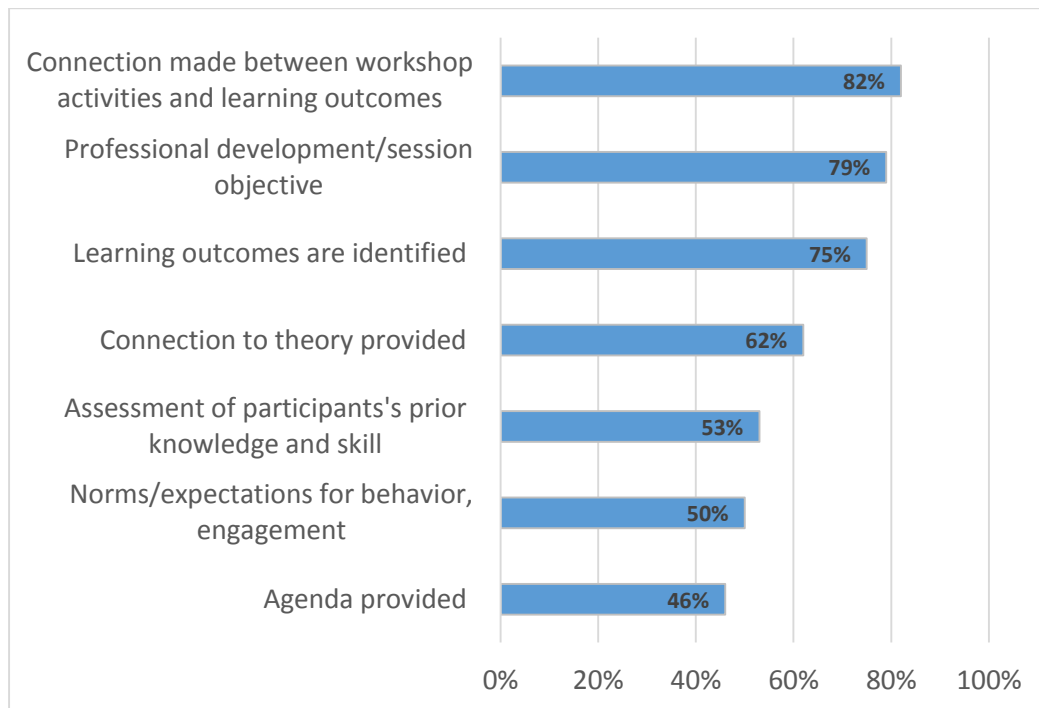 Connection made between workshop
activities and learning outcomes
82%
Professional development/session
objective
79%
Learning outcomes are identified
75%
Connection to theory provided
62%
Assessment of participants's prior
knowledge and skill
53%
Norms/expectations for behavior,
engagement
50%
Agenda provided
46%
0% 20% 40% 60% 80% 100%